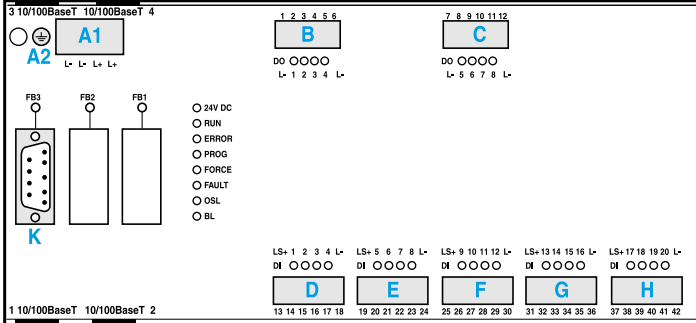 3 10/100BaseT 10/100BaseT 4
A1
A2
L- L- L+ L+
1 2 3 4 5 6
B
DO
L- 1 2 3 4 L-
7 8 9 10 11 12
C
DO
L- 5 6 7 8 L-
FB3 FB2 FB1
24V DC
RUN
ERROR
PROG
FORCE
FAULT
OSL
BL
K
LS+ 1 2 3 4 L-
DI
D
13 14 15 16 17 18
LS+ 5 6 7 8 L-
DI
E
19 20 21 22 23 24
LS+ 9 10 11 12 L-
DI
F
25 26 27 28 29 30
LS+ 13 14 15 16 L-
DI
G
31 32 33 34 35 36
LS+ 17 18 19 20 L-
DI
H
37 38 39 40 41 42
1 10/100BaseT 10/100BaseT 2